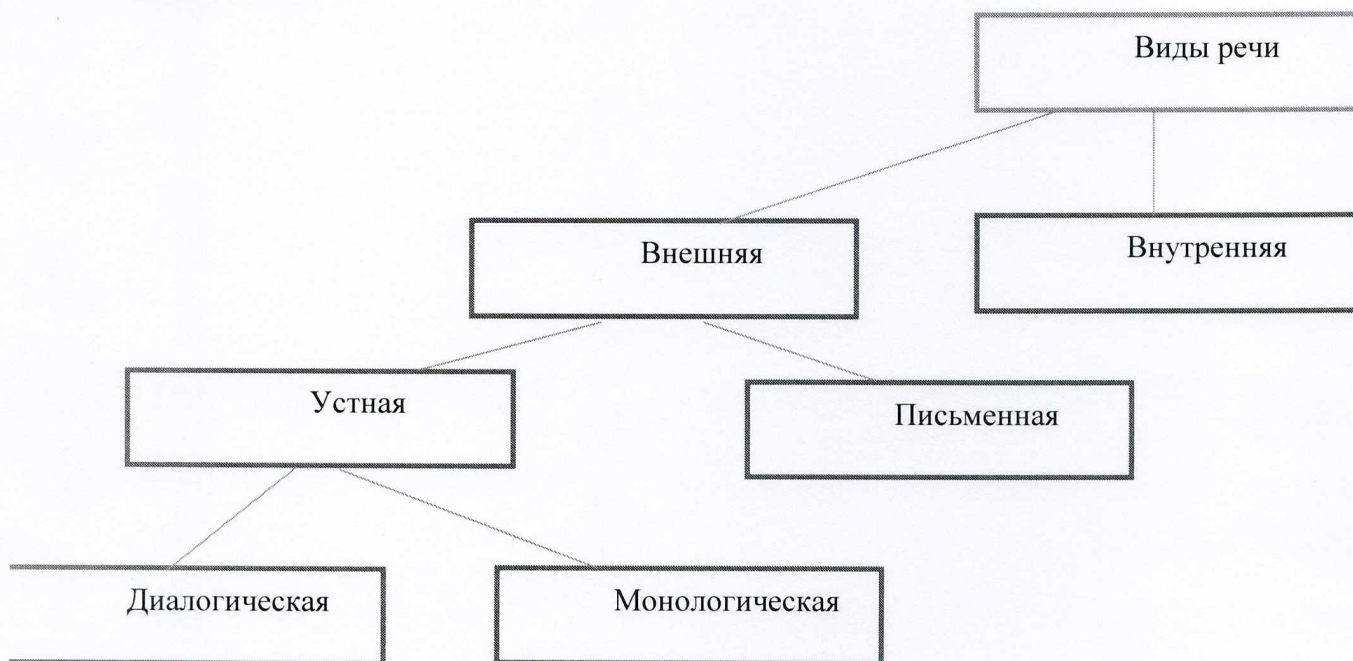 Виды речи
Внешняя
Внутренняя
Устная
Письменная
Диалогическая
Монологическая